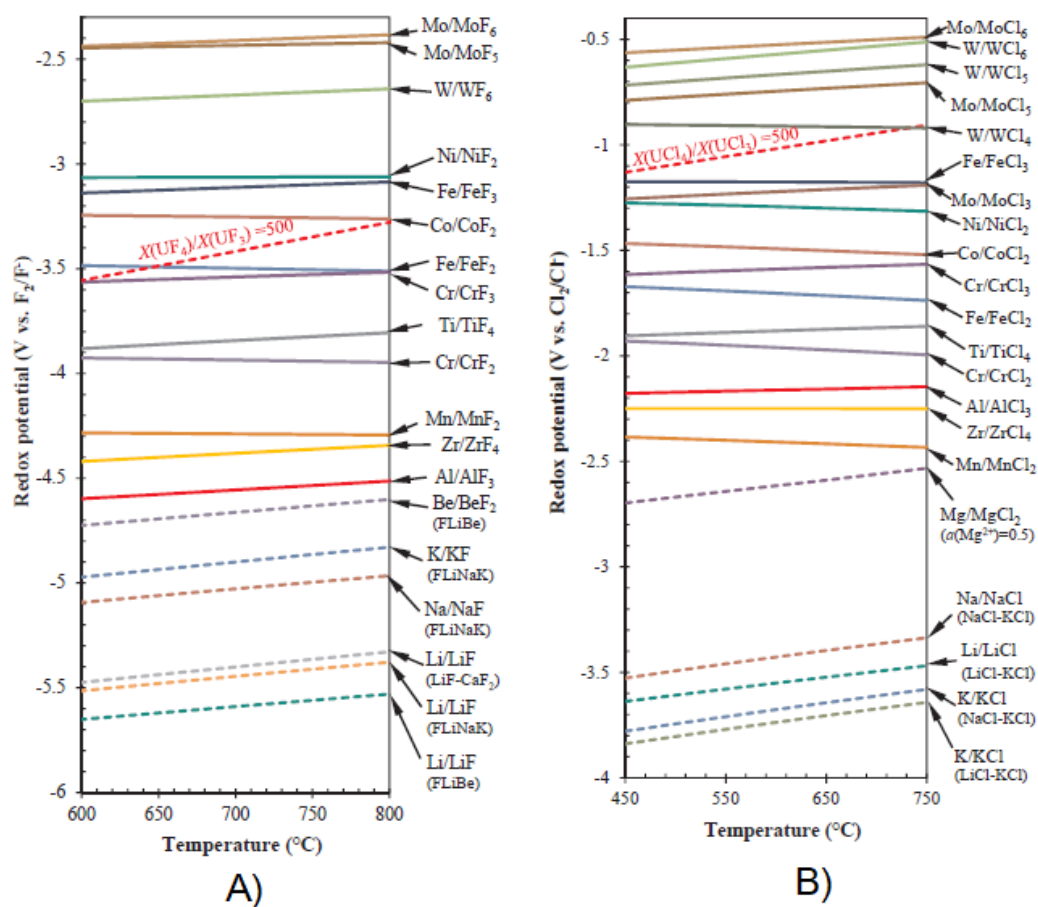 -2.5
-3
-3.5
-4
-4.5
-5
-5.5
-6
Redox potential (V vs. F₂/F⁻)
600
650
700
750
800
Temperature (°C)
X(UF₄)/X(UF₃) =500
Mo/MoF₆
Mo/MoF₅
W/WF₆
Ni/NiF₂
Fe/FeF₃
Co/CoF₂
Fe/FeF₂
Cr/CrF₃
Ti/TiF₄
Cr/CrF₂
Mn/MnF₂
Zr/ZrF₄
Al/AlF₃
Be/BeF₂
(FLiBe)
K/KF
(FLiNaK)
Na/NaF
(FLiNaK)
Li/LiF
(LiF-CaF₂)
Li/LiF
(FLiNaK)
Li/LiF
(FLiBe)
A)
-0.5
-1
-1.5
-2
-2.5
-3
-3.5
-4
Redox potential (V vs. Cl₂/Cl⁻)
450
550
650
750
Temperature (°C)
X(UCl₄)/X(UCl₃) =500
Mo/MoCl₆
W/WCl₆
W/WCl₅
Mo/MoCl₅
W/WCl₄
Fe/FeCl₃
Mo/MoCl₃
Ni/NiCl₂
Co/CoCl₂
Cr/CrCl₃
Fe/FeCl₂
Ti/TiCl₄
Cr/CrCl₂
Al/AlCl₃
Zr/ZrCl₄
Mn/MnCl₂
Mg/MgCl₂
(a(Mg²⁺)=0.5)
Na/NaCl
(NaCl-KCl)
Li/LiCl
(LiCl-KCl)
K/KCl
(NaCl-KCl)
K/KCl
(LiCl-KCl)
B)